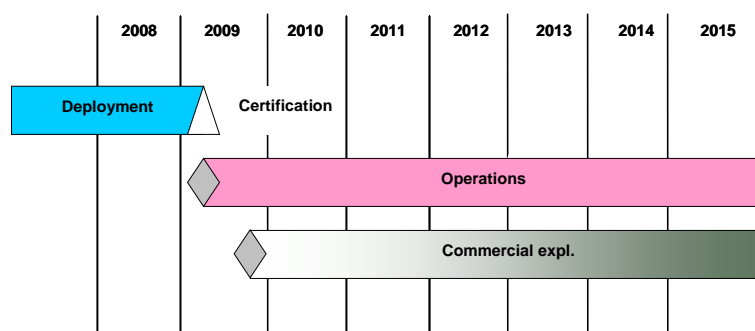 2008 2009 2010 2011 2012 2013 2014 2015
Deployment Certification
Operations
Commercial expl.